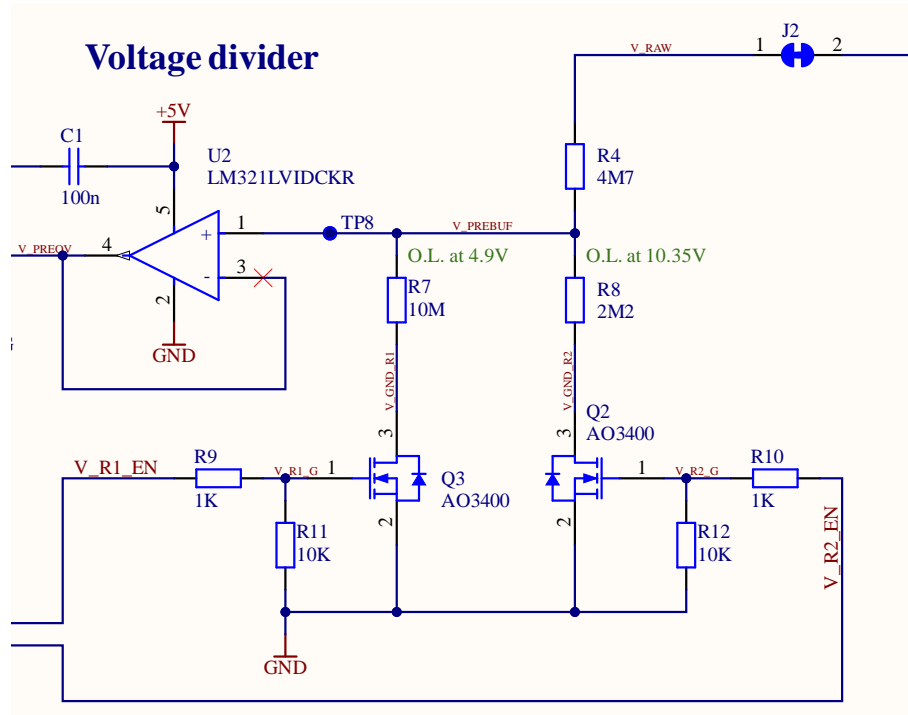 Voltage divider
J2
V_RAW
1
2
+5V
C1
100n
U2
LM321LVIDCKR
R4
4M7
5
+
1
TP8
V_PREBUF
V_PREOV
4
-
3
2
GND
O.L. at 4.9V
O.L. at 10.35V
R7
10M
R8
2M2
V_GND_R1
V_GND_R2
3
3
Q2
AO3400
V_R1_EN
R9
1K
V_R1_G
1
Q3
AO3400
1
V_R2_G
R10
1K
2
2
R11
10K
R12
10K
V_R2_EN
GND